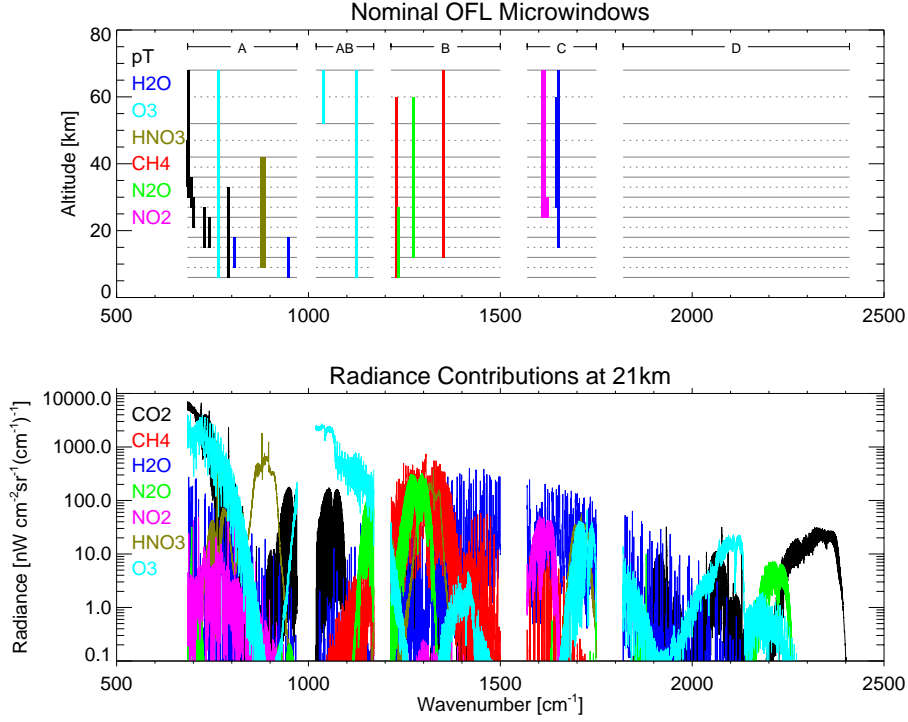 Nominal OFL Microwindows
80
60
40
20
0
Altitude [km]
A
AB
B
C
D
pT
H2O
O3
HNO3
CH4
N2O
NO2
500
1000
1500
2000
2500
Radiance Contributions at 21km
10000.0
1000.0
100.0
10.0
1.0
0.1
Radiance [nW cm⁻²sr⁻¹(cm⁻¹)⁻¹]
CO2
CH4
H2O
N2O
NO2
HNO3
O3
500
1000
1500
2000
2500
Wavenumber [cm⁻¹]